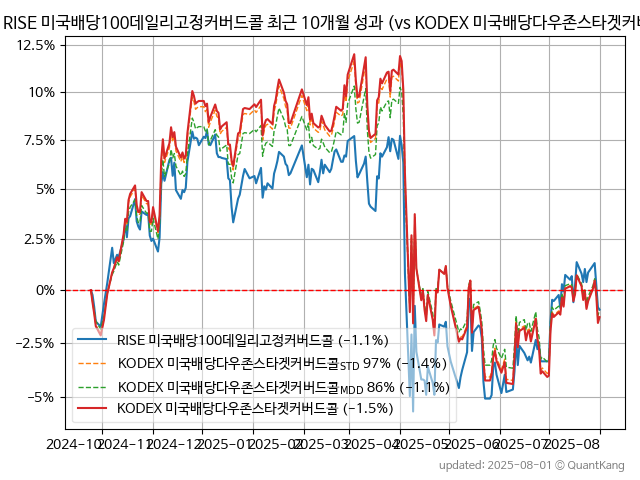 RISE 미국배당100데일리고정커버드콜 최근 10개월 성과 (vs KODEX 미국배당다우존스타겟커버
12.5%
10%
7.5%
5%
2.5%
0%
−2.5%
−5%
RISE 미국배당100데일리고정커버드콜 (−1.1%)
KODEX 미국배당다우존스타겟커버드콜STD 97% (−1.4%)
KODEX 미국배당다우존스타겟커버드콜MDD 86% (−1.1%)
KODEX 미국배당다우존스타겟커버드콜 (−1.5%)
2024-10 2024-11 2024-12 2025-01 2025-02 2025-03 2025-04 2025-05 2025-06 2025-07 2025-08
updated: 2025-08-01 © QuantKang